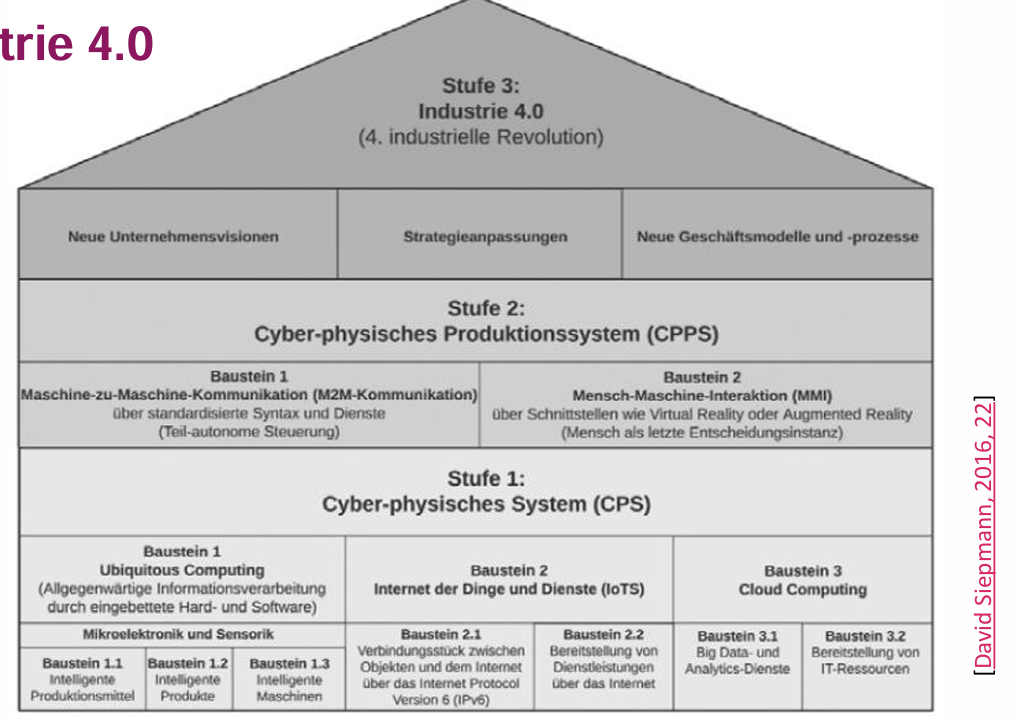 trie 4.0
Stufe 3:
Industrie 4.0
(4. industrielle Revolution)
Neue Unternehmensvisionen
Strategieanpassungen
Neue Geschäftsmodelle und -prozesse
Stufe 2:
Cyber-physisches Produktionssystem (CPPS)
Baustein 1
Maschine-zu-Maschine-Kommunikation (M2M-Kommunikation)
über standardisierte Syntax und Dienste
(Teil-autonome Steuerung)
Baustein 2
Mensch-Maschine-Interaktion (MMI)
über Schnittstellen wie Virtual Reality oder Augmented Reality
(Mensch als letzte Entscheidungsinstanz)
Stufe 1:
Cyber-physisches System (CPS)
Baustein 1
Ubiquitous Computing
(Allgegenwärtige Informationsverarbeitung
durch eingebettete Hard- und Software)
Baustein 2
Internet der Dinge und Dienste (IoTS)
Baustein 3
Cloud Computing
Mikroelektronik und Sensorik
Baustein 1.1
Intelligente
Produktionsmittel
Baustein 1.2
Intelligente
Produkte
Baustein 1.3
Intelligente
Maschinen
Baustein 2.1
Verbindungsstück zwischen
Objekten und dem Internet
über das Internet Protocol
Version 6 (IPv6)
Baustein 2.2
Bereitstellung von
Dienstleistungen
über das Internet
Baustein 3.1
Big Data- und
Analytics-Dienste
Baustein 3.2
Bereitstellung von
IT-Ressourcen
[David Siepmann, 2016, 22]